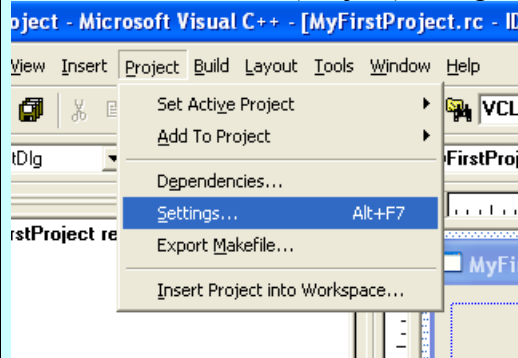 oject - Microsoft Visual C++ - [MyFirstProject.rc - ID
View Insert Project Build Layout Tools Window Help
Set Active Project
VCL
Add To Project
tDlg
FirstProj
Dependencies...
Settings... Alt+F7
rstProject re
Export Makefile...
MyFi
Insert Project into Workspace...